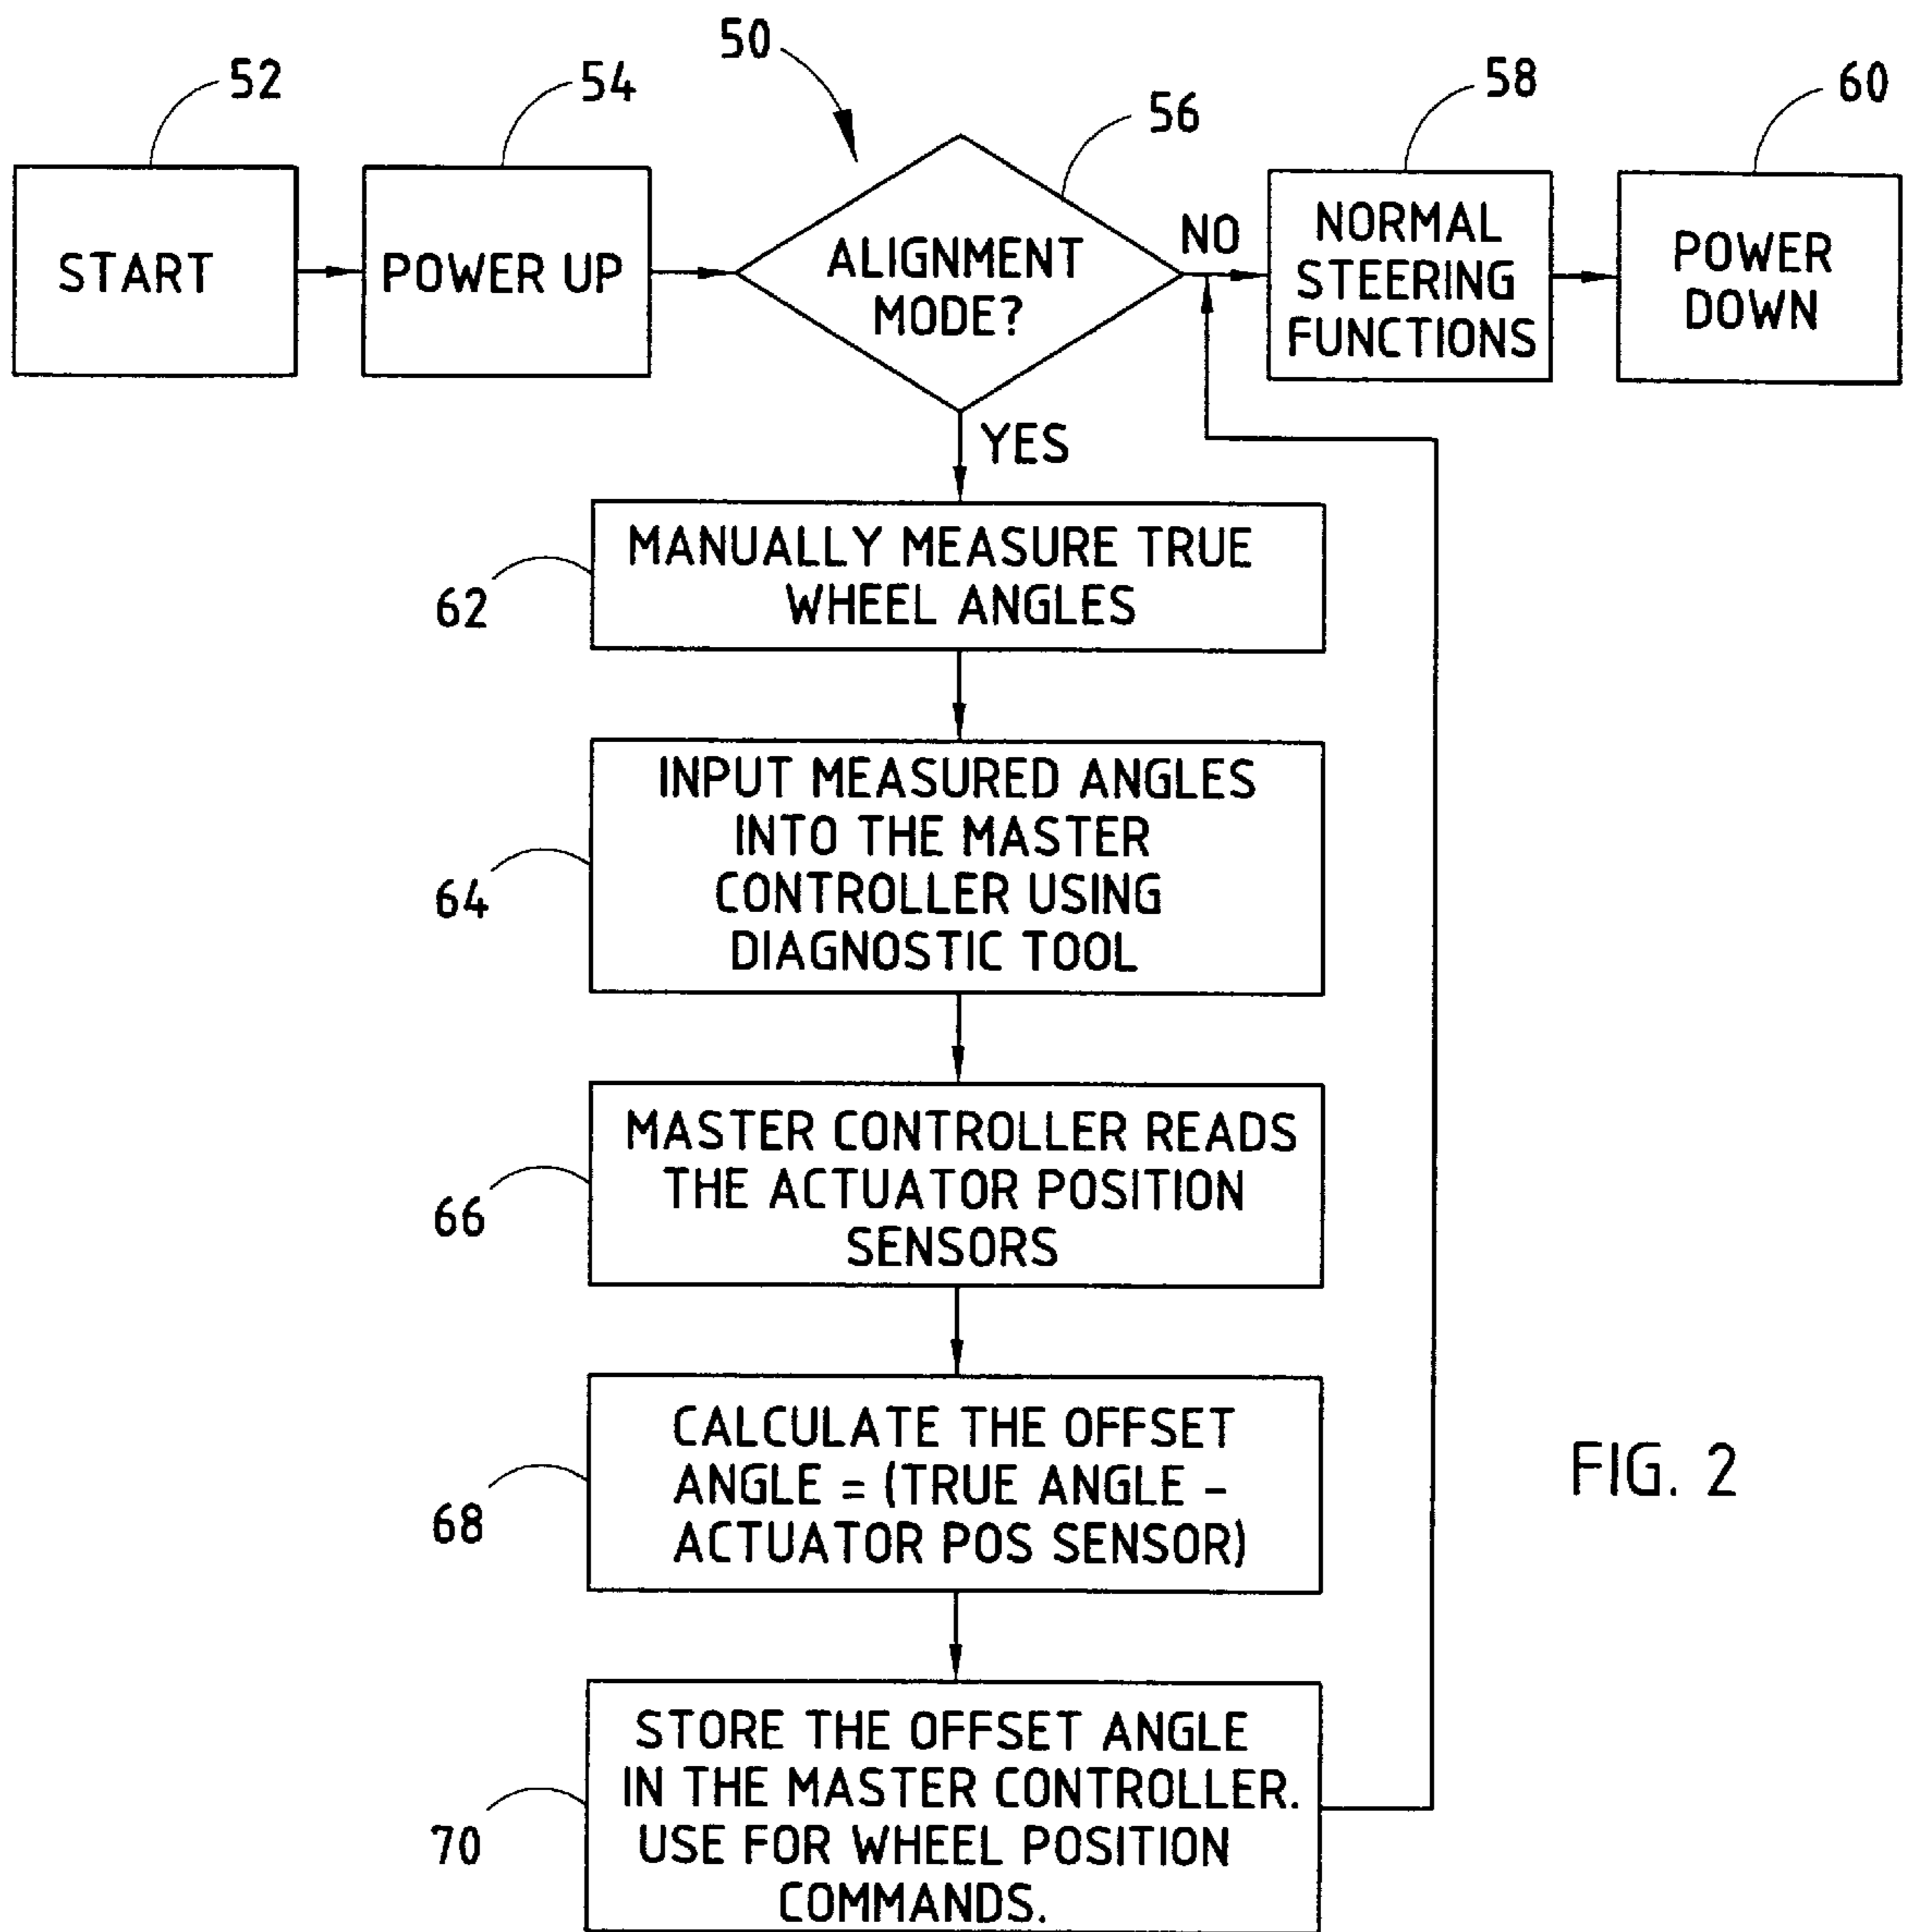 50
52
54
56
58
60
START
POWER UP
ALIGNMENT
MODE?
NO
NORMAL
STEERING
FUNCTIONS
POWER
DOWN
YES
62
MANUALLY MEASURE TRUE
WHEEL ANGLES
64
INPUT MEASURED ANGLES
INTO THE MASTER
CONTROLLER USING
DIAGNOSTIC TOOL
66
MASTER CONTROLLER READS
THE ACTUATOR POSITION
SENSORS
68
CALCULATE THE OFFSET
ANGLE = (TRUE ANGLE –
ACTUATOR POS SENSOR)
FIG. 2
70
STORE THE OFFSET ANGLE
IN THE MASTER CONTROLLER.
USE FOR WHEEL POSITION
COMMANDS.